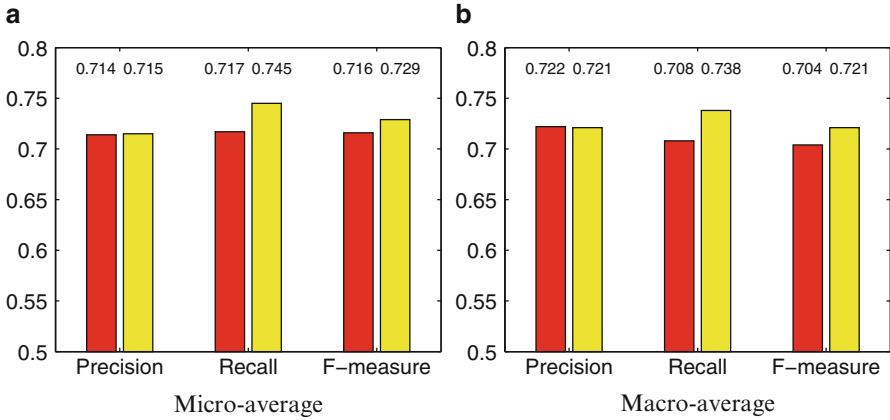 a
0.8
0.75
0.7
0.65
0.6
0.55
0.5
0.714 0.715
0.717 0.745
0.716 0.729
Precision
Recall
F−measure
Micro-average
b
0.8
0.75
0.7
0.65
0.6
0.55
0.5
0.722 0.721
0.708 0.738
0.704 0.721
Precision
Recall
F−measure
Macro-average